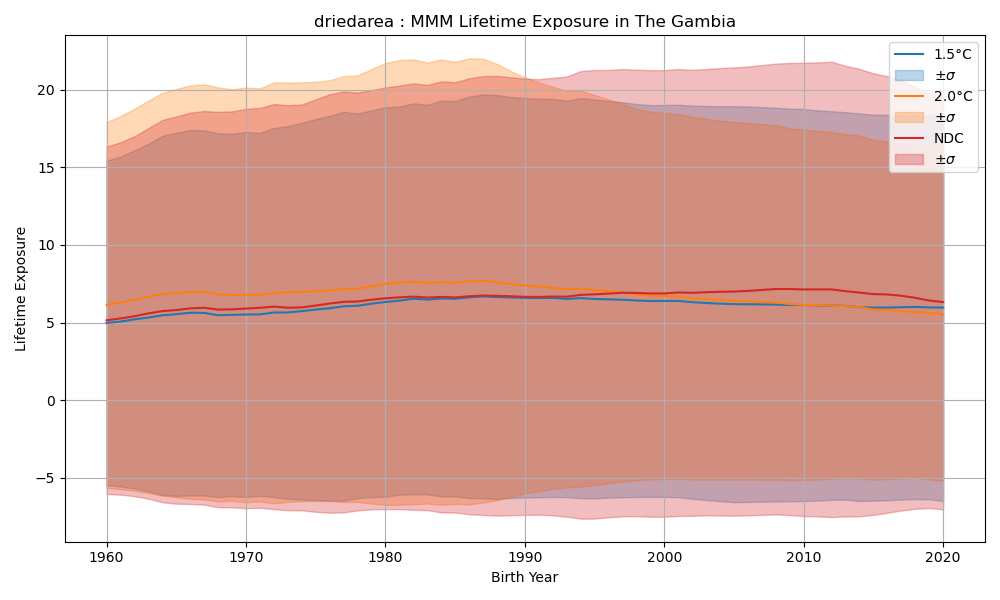 driedarea : MMM Lifetime Exposure in The Gambia
Lifetime Exposure
20
15
10
5
0
−5
1960
1970
1980
1990
2000
2010
2020
Birth Year
1.5°C
±σ
2.0°C
±σ
NDC
±σ